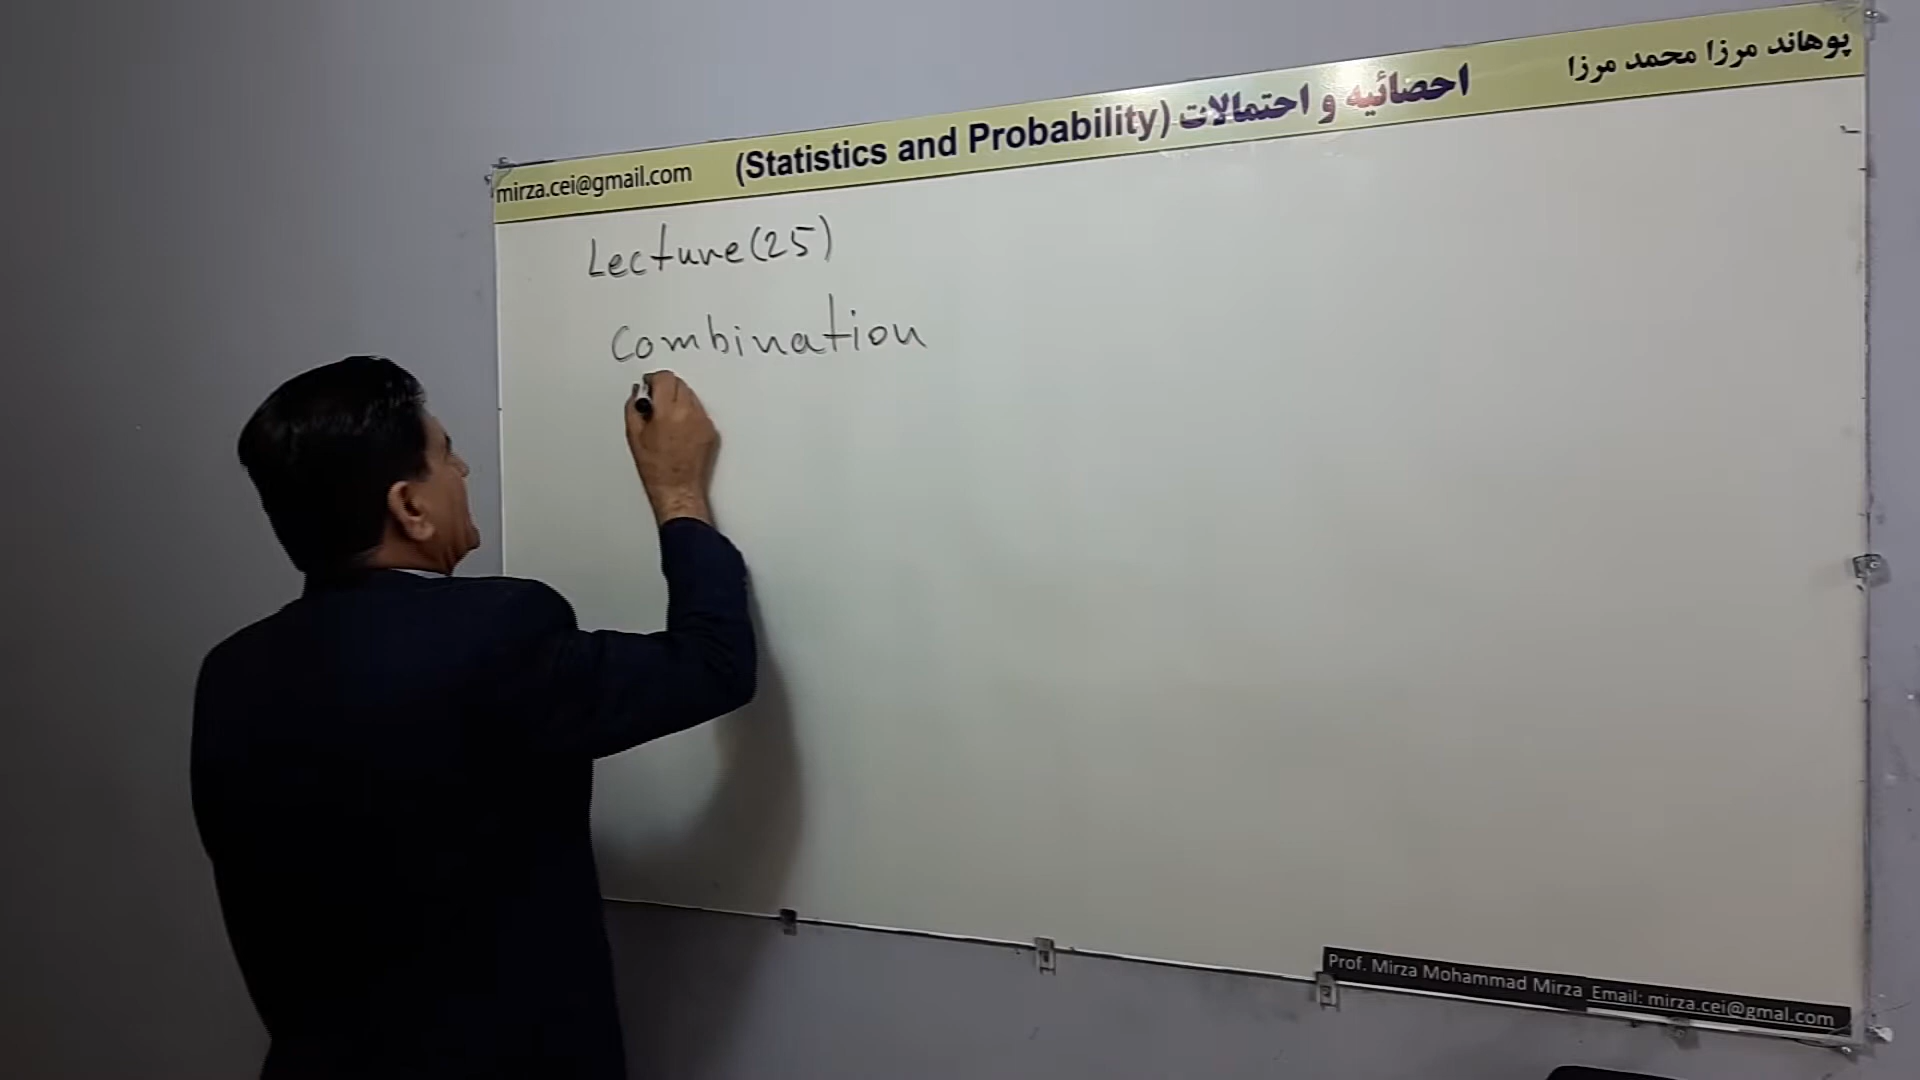 پوهاند مرزا محمد مرزا
احصائیه و احتمالات (Statistics and Probability)
mirza.cei@gmail.com
Lecture (25)
Combination
Prof. Mirza Mohammad Mirza Email: mirza.cei@gmal.com